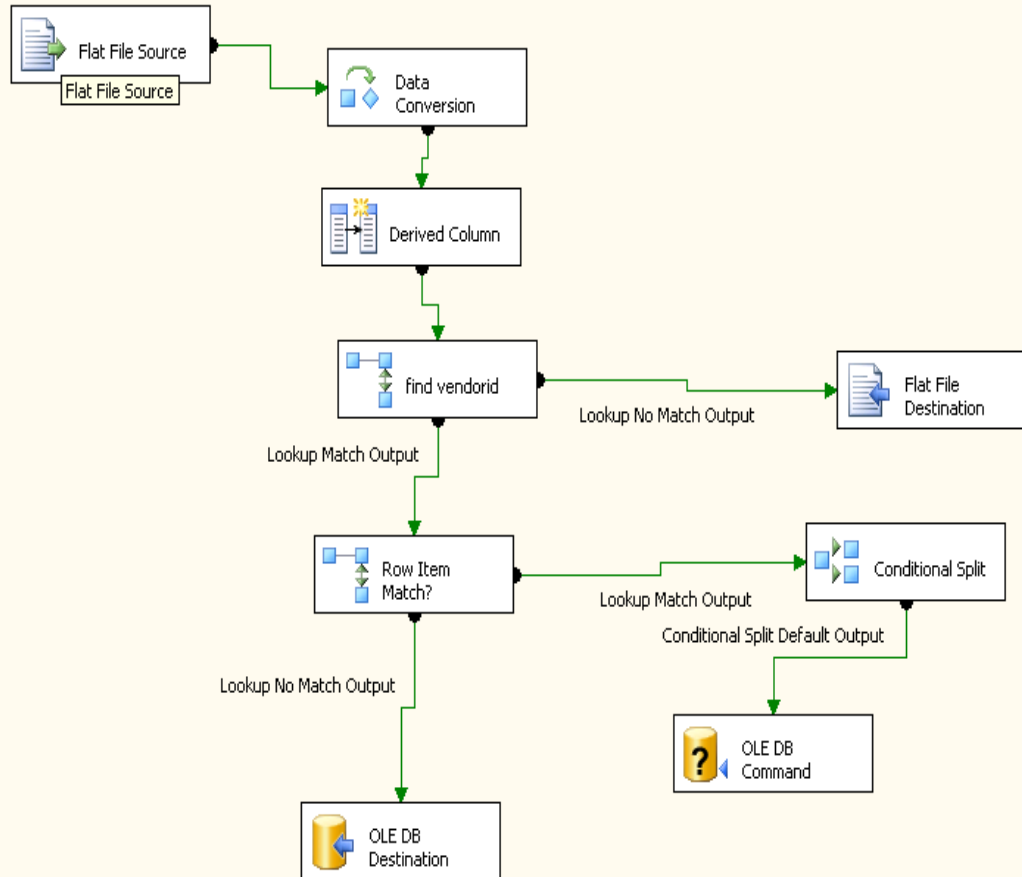 Flat File Source
Flat File Source
Data
Conversion
Derived Column
find vendorid
Flat File
Destination
Lookup No Match Output
Lookup Match Output
Row Item
Match?
Conditional Split
Lookup Match Output
Conditional Split Default Output
Lookup No Match Output
OLE DB
Command
?
OLE DB
Destination